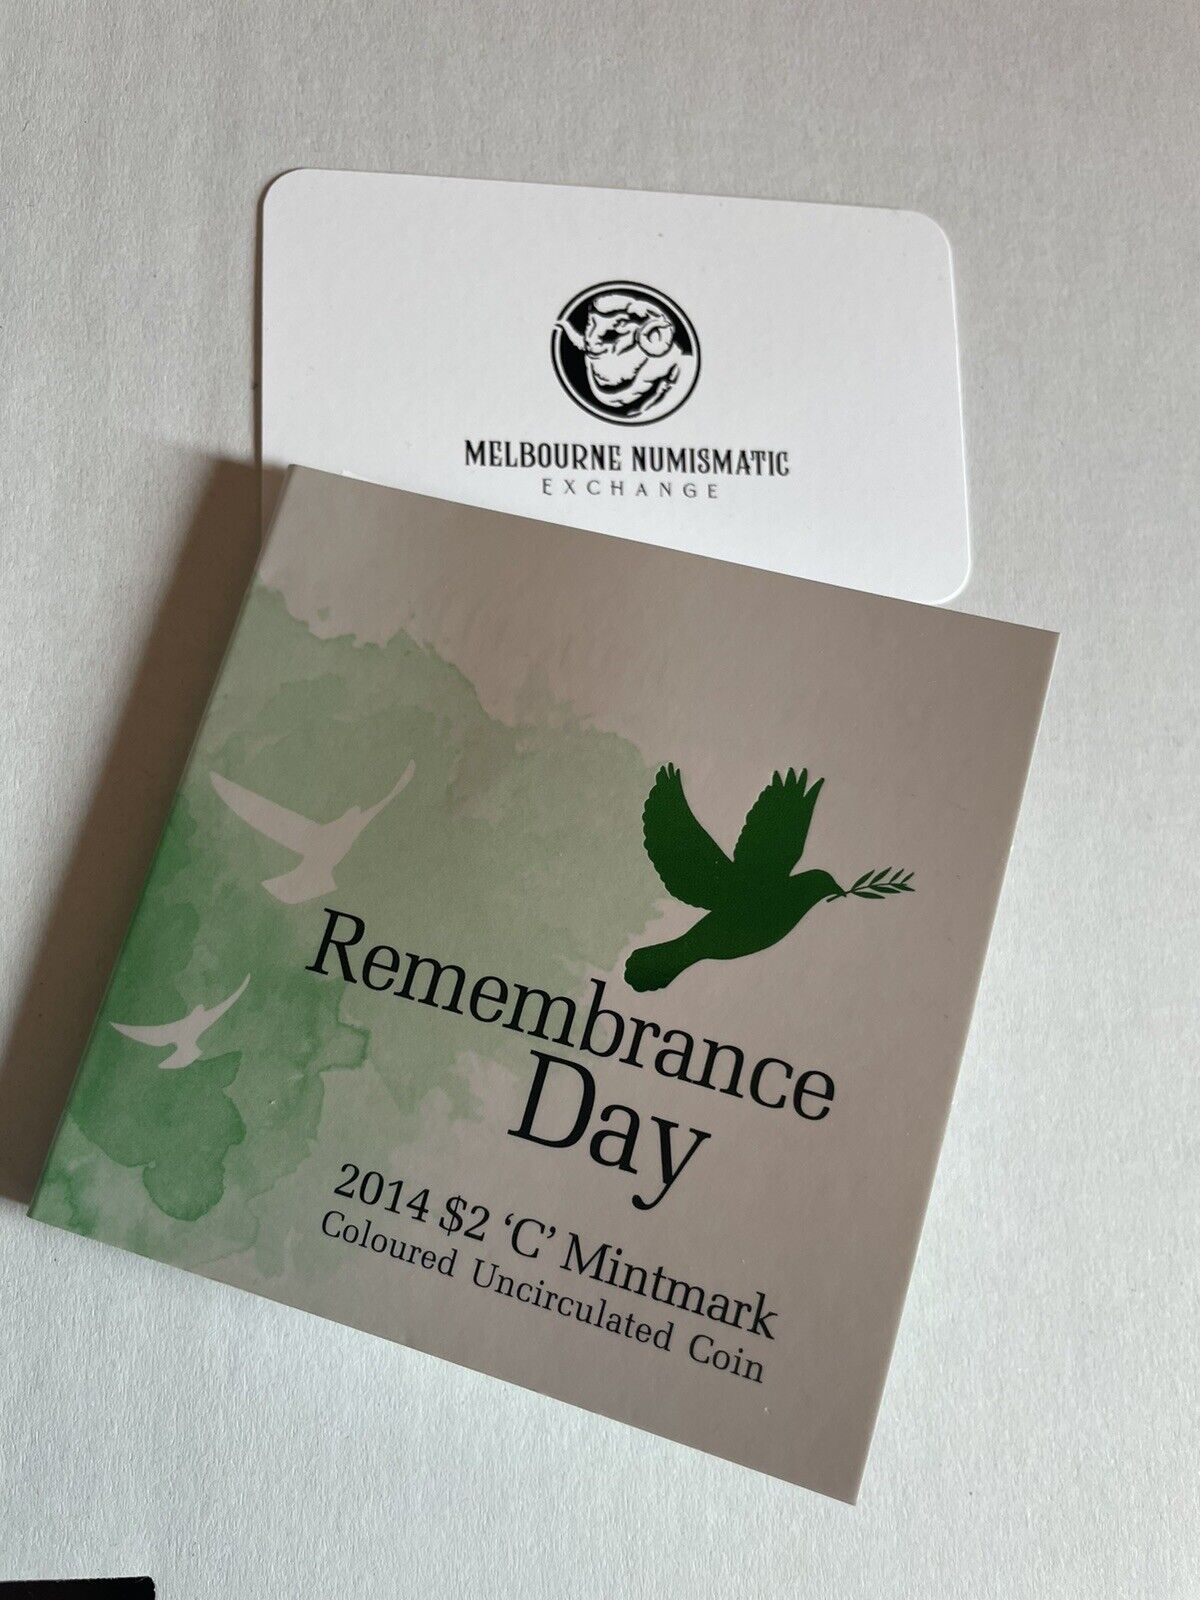 MELBOURNE NUMISMATIC
EXCHANGE
Remembrance
Day
2014 $2 ‘C’ Mintmark
Coloured Uncirculated Coin